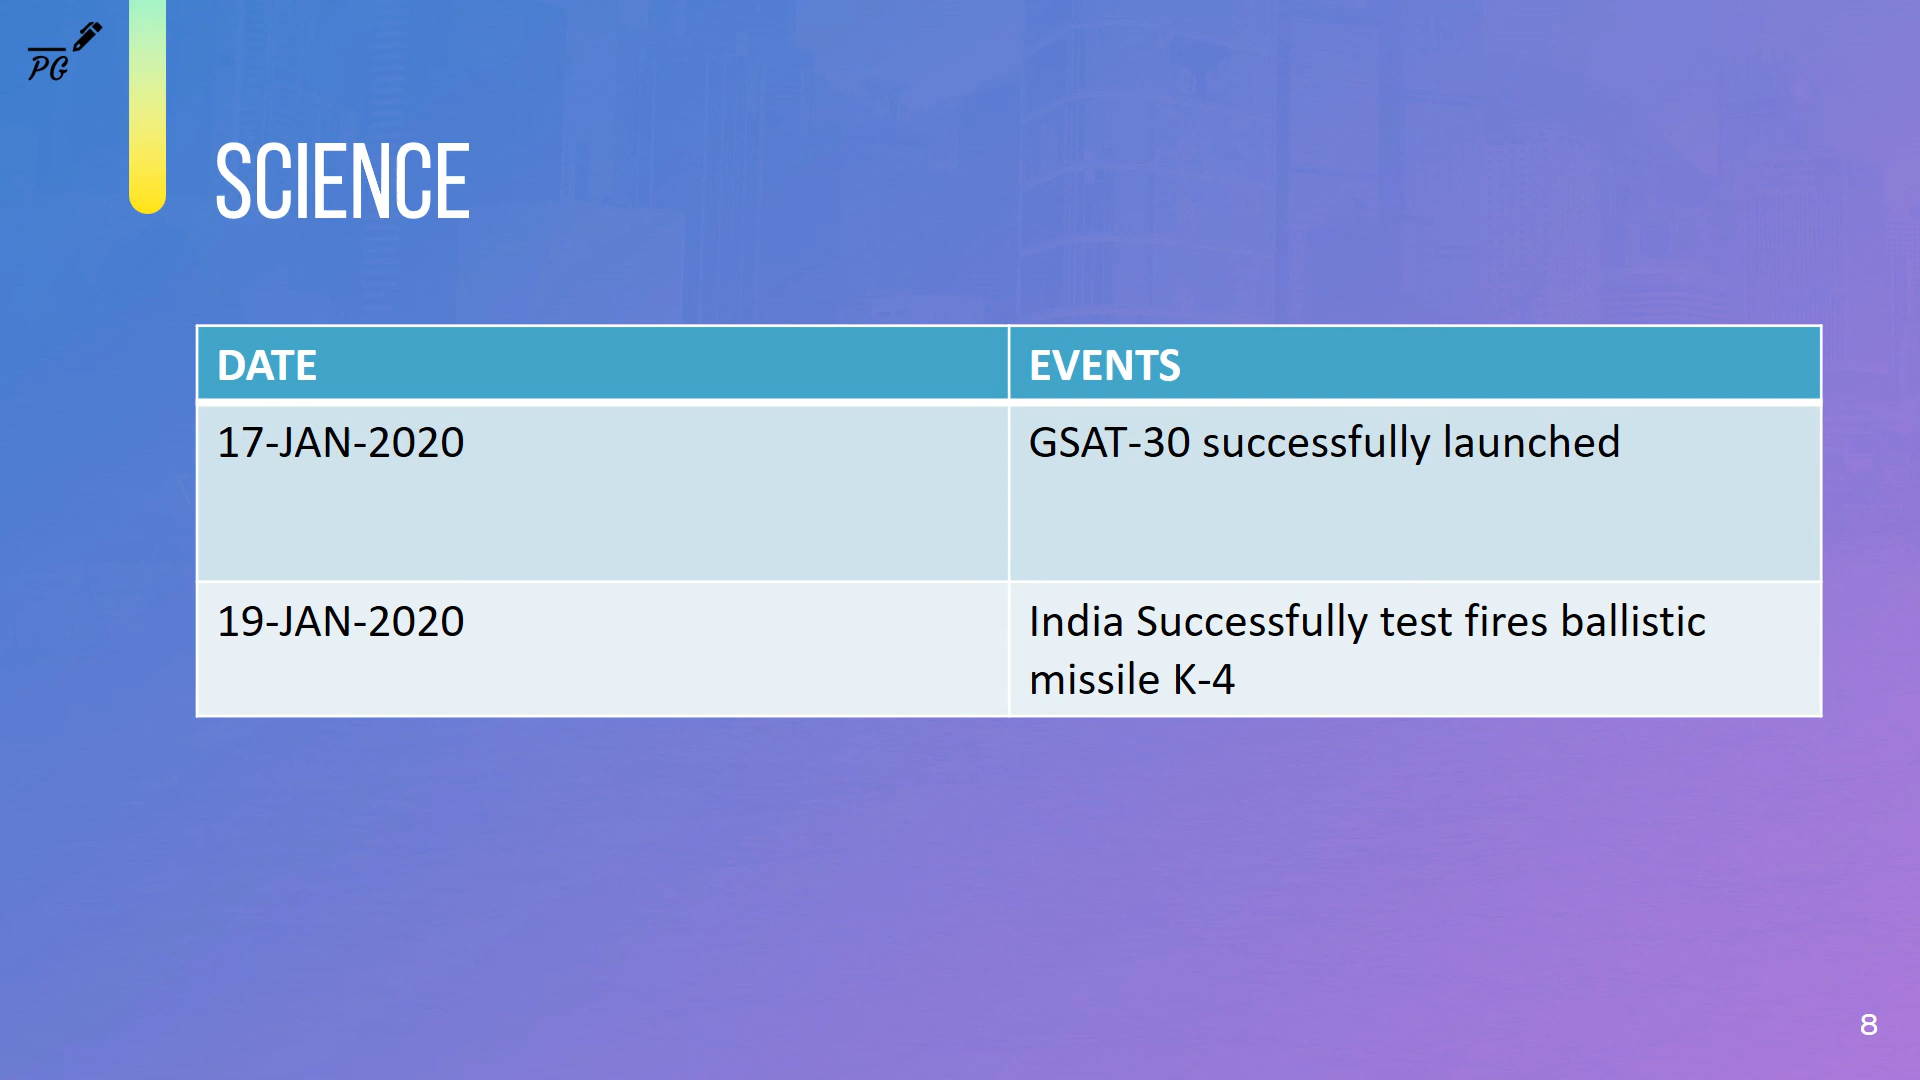 PG
SCIENCE
DATE
EVENTS
17-JAN-2020
GSAT-30 successfully launched
19-JAN-2020
India Successfully test fires ballistic
missile K-4
8